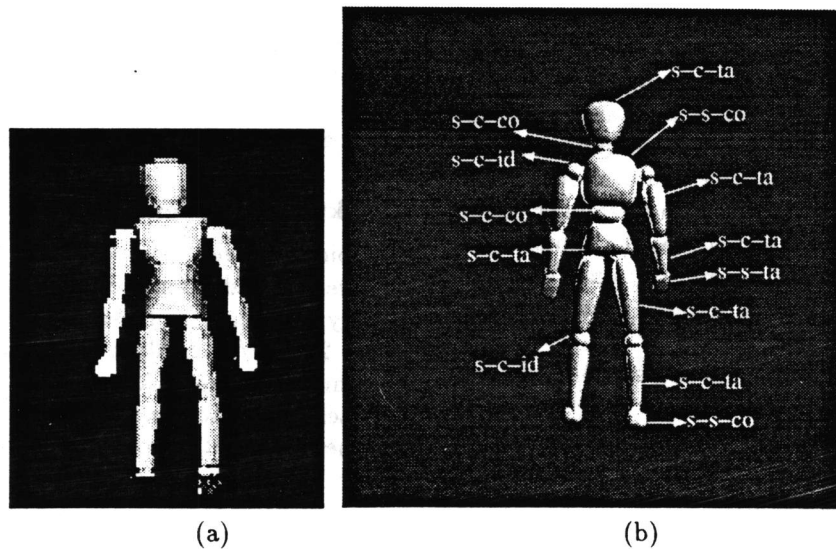 s-c-ta
s-c-co
s-s-co
s-c-id
s-c-ta
s-c-co
s-c-ta
s-c-ta
s-s-ta
s-c-ta
s-c-id
s-c-ta
s-s-co
(a)
(b)